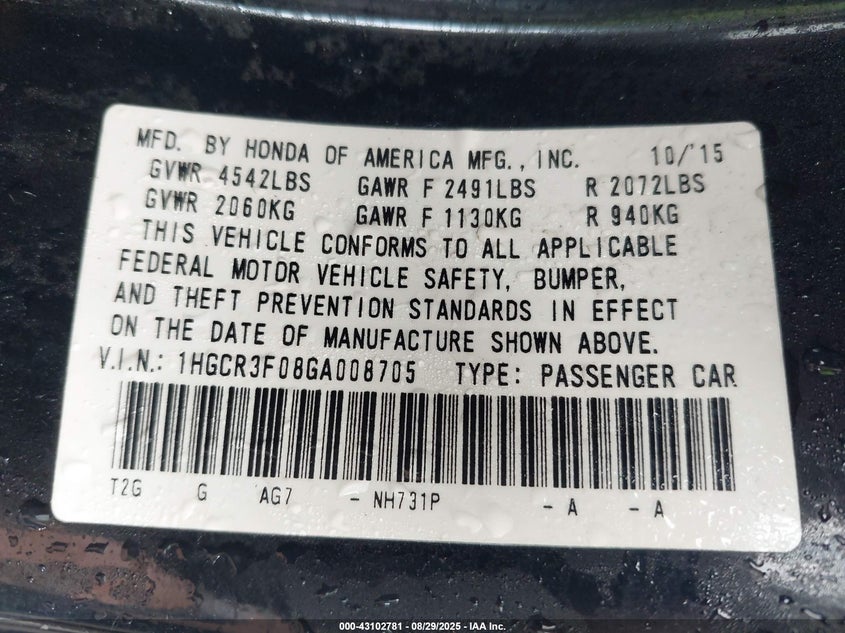 MFD. BY HONDA OF AMERICA MFG., INC. 10/'15
GVWR 4542LBS GAWR F 2491LBS R 2072LBS
GVWR 2060KG GAWR F 1130KG R 940KG
THIS VEHICLE CONFORMS TO ALL APPLICABLE
FEDERAL MOTOR VEHICLE SAFETY, BUMPER,
AND THEFT PREVENTION STANDARDS IN EFFECT
ON THE DATE OF MANUFACTURE SHOWN ABOVE.
V.I.N.: 1HGCR3F08GA008705 TYPE: PASSENGER CAR
T2G G AG7 - NH731P - A - A
000-43102781 - 08/29/2025 - IAA Inc.